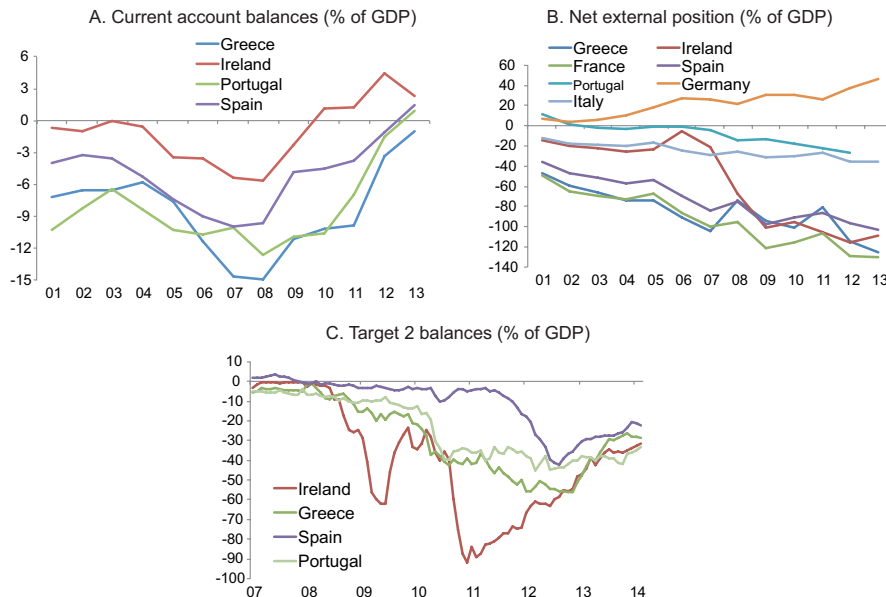 A. Current account balances (% of GDP)
Greece
Ireland
Portugal
Spain
6
3
0
-3
-6
-9
-12
-15
01 02 03 04 05 06 07 08 09 10 11 12 13
B. Net external position (% of GDP)
Greece Ireland
France Spain
Portugal Germany
Italy
60
40
20
0
-20
-40
-60
-80
-100
-120
-140
01 02 03 04 05 06 07 08 09 10 11 12 13
C. Target 2 balances (% of GDP)
10
0
-10
-20
-30
-40
-50
-60
-70
-80
-90
-100
Ireland
Greece
Spain
Portugal
07 08 09 10 11 12 13 14